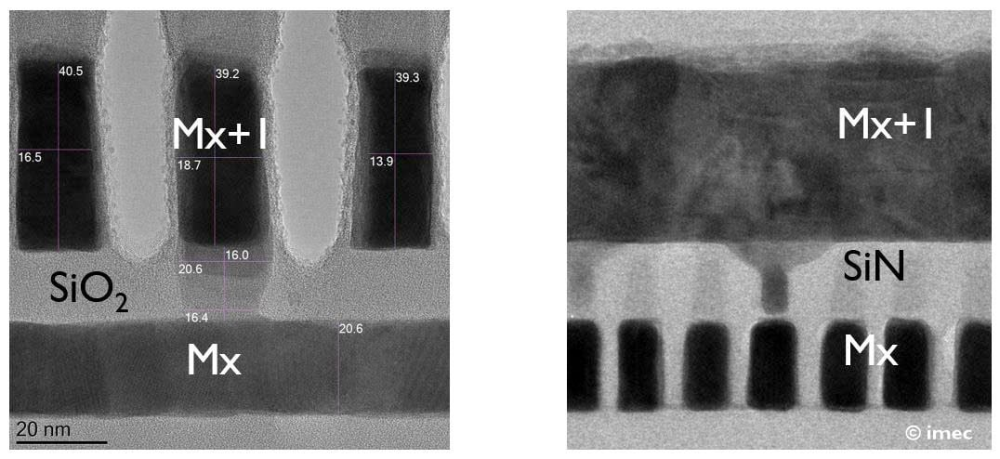 40.5
39.2
39.3
Mx+1
16.5
18.7
13.9
16.0
20.6
SiO₂
16.4
20.6
Mx
20 nm
Mx+1
SiN
Mx
© imec